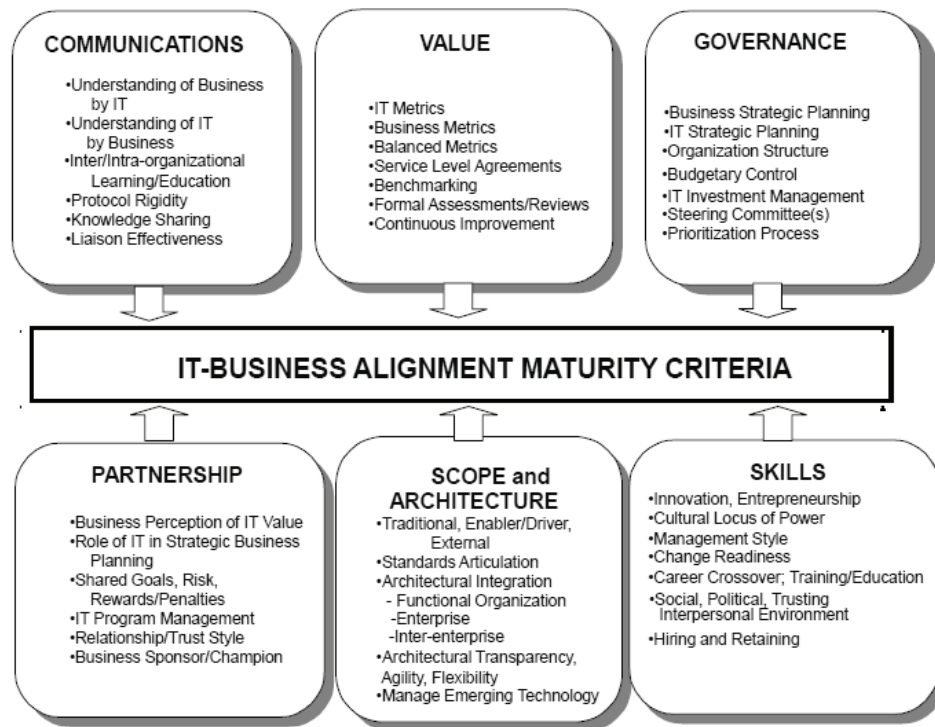 COMMUNICATIONS
•Understanding of Business
by IT
•Understanding of IT
by Business
•Inter/Intra-organizational
Learning/Education
•Protocol Rigidity
•Knowledge Sharing
•Liaison Effectiveness
VALUE
•IT Metrics
•Business Metrics
•Balanced Metrics
•Service Level Agreements
•Benchmarking
•Formal Assessments/Reviews
•Continuous Improvement
GOVERNANCE
•Business Strategic Planning
•IT Strategic Planning
•Organization Structure
•Budgetary Control
•IT Investment Management
•Steering Committee(s)
•Prioritization Process
IT-BUSINESS ALIGNMENT MATURITY CRITERIA
PARTNERSHIP
•Business Perception of IT Value
•Role of IT in Strategic Business
Planning
•Shared Goals, Risk,
Rewards/Penalties
•IT Program Management
•Relationship/Trust Style
•Business Sponsor/Champion
SCOPE and
ARCHITECTURE
•Traditional, Enabler/Driver,
External
•Standards Articulation
•Architectural Integration
- Functional Organization
-Enterprise
-Inter-enterprise
•Architectural Transparency,
Agility, Flexibility
•Manage Emerging Technology
SKILLS
•Innovation, Entrepreneurship
•Cultural Locus of Power
•Management Style
•Change Readiness
•Career Crossover; Training/Education
•Social, Political, Trusting
Interpersonal Environment
•Hiring and Retaining